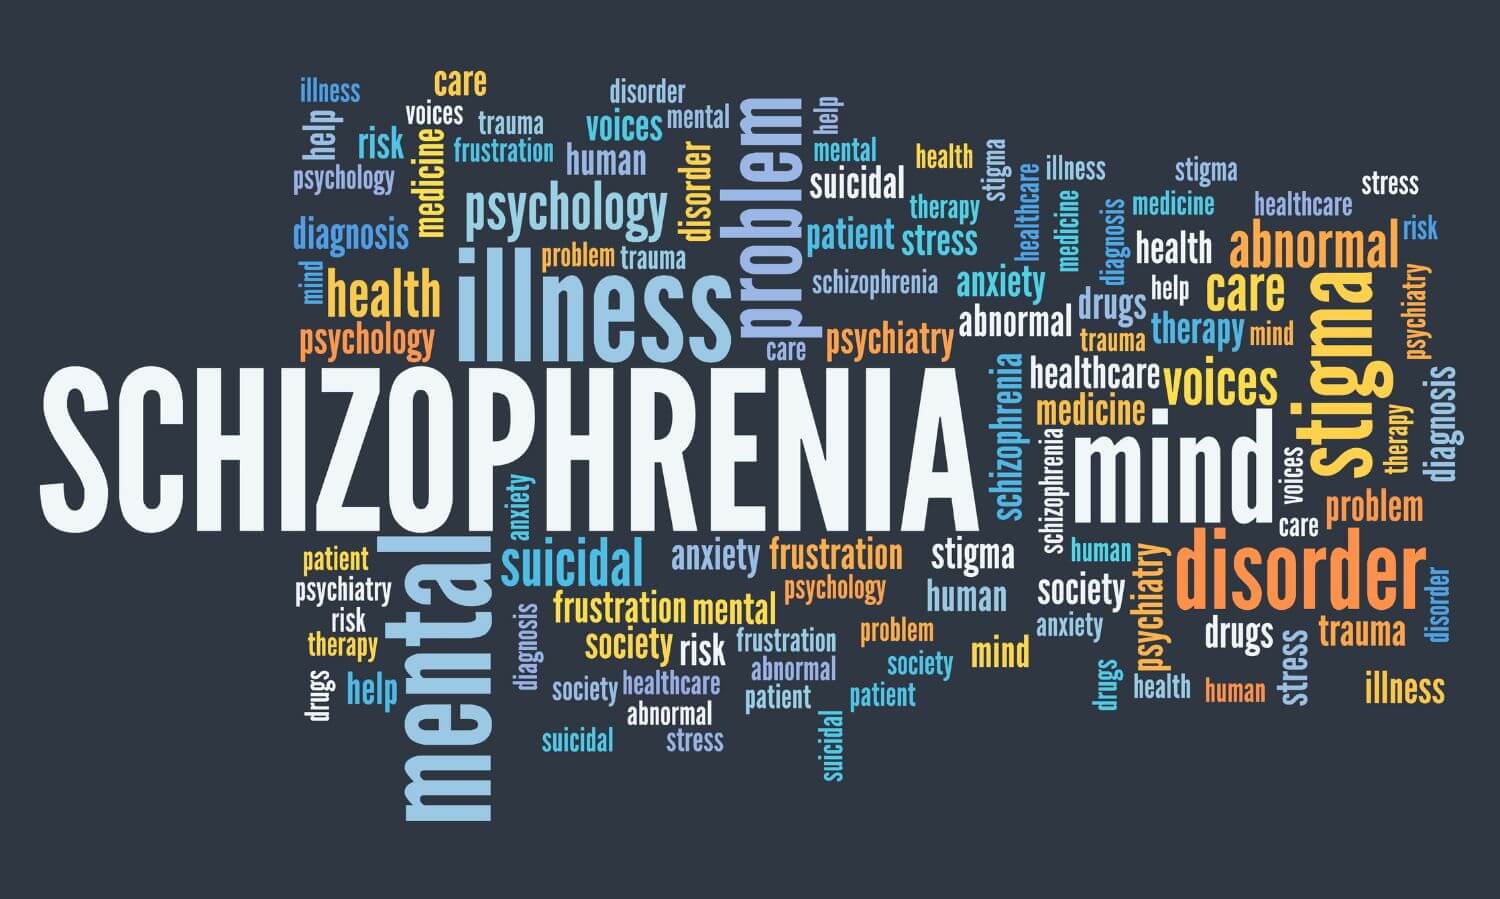 care
illness
disorder
voices
help
trauma
voices
mental
problem
help
risk
medicine
frustration
human
disorder
mental
health
stigma
illness
stigma
psychology
psychology
suicidal
healthcare
stress
therapy
medicine
medicine
healthcare
diagnosis
patient
stress
diagnosis
health
abnormal
risk
problem
trauma
mind
health
illness
schizophrenia
anxiety
drugs
help
care
stigma
psychiatry
psychology
care
psychiatry
abnormal
trauma
therapy
mind
SCHIZOPHRENIA
schizophrenia
healthcare
voices
medicine
diagnosis
therapy
mind
schizophrenia
voices
anxiety
care
problem
patient
mental
suicidal
anxiety
frustration
stigma
human
disorder
psychiatry
psychiatry
psychology
human
society
disorder
risk
diagnosis
frustration
mental
therapy
society
risk
frustration
problem
mind
anxiety
drugs
stress
trauma
drugs
help
society
healthcare
abnormal
society
patient
patient
drugs
health
human
illness
abnormal
suicidal
stress
suicidal